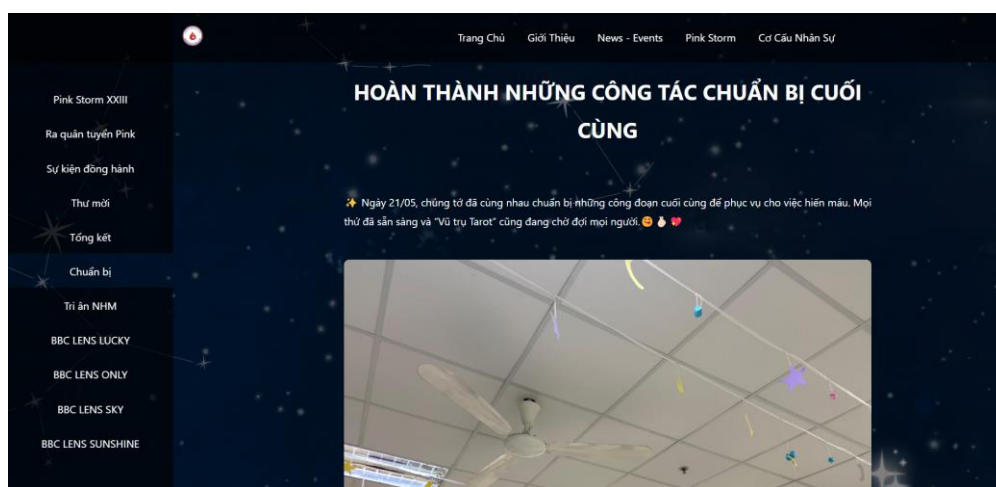 Trang Chủ Giới Thiệu News - Events Pink Storm Cơ Cấu Nhân Sự
Pink Storm XXIII
Ra quân tuyển Pink
Sự kiện đồng hành
Thư mời
Tổng kết
Chuẩn bị
Tri ân NHM
BBC LENS LUCKY
BBC LENS ONLY
BBC LENS SKY
BBC LENS SUNSHINE
HOÀN THÀNH NHỮNG CÔNG TÁC CHUẨN BỊ CUỐI
CÙNG
✨ Ngày 21/05, chúng tớ đã cùng nhau chuẩn bị những công đoạn cuối cùng để phục vụ cho việc hiến máu. Mọi
thứ đã sẵn sàng và "Vũ trụ Tarot" cũng đang chờ đợi mọi người.😋👌🏻💖